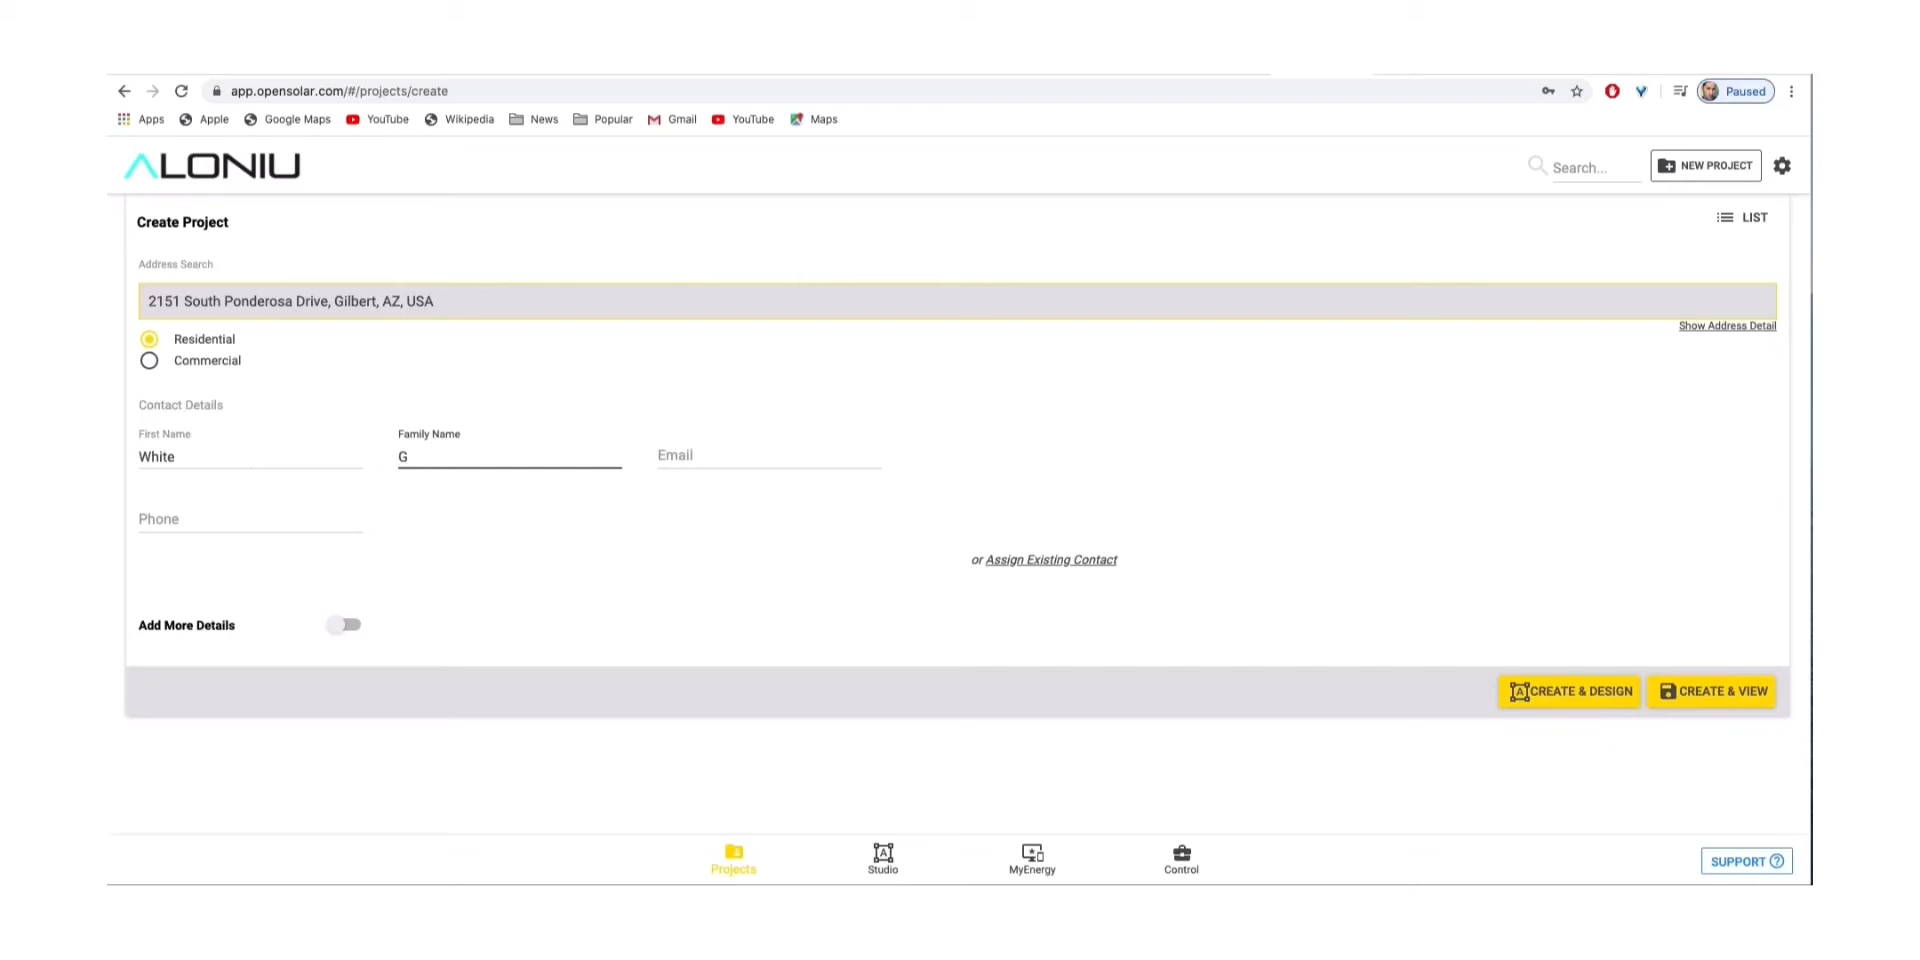 app.opensolar.com/#/projects/create
Paused
Apps Apple Google Maps YouTube Wikipedia News Popular Gmail YouTube Maps
ALONIU
Search...
NEW PROJECT
Create Project
LIST
Address Search
2151 South Ponderosa Drive, Gilbert, AZ, USA
Show Address Detail
Residential
Commercial
Contact Details
First Name Family Name
White G Email
Phone
or Assign Existing Contact
Add More Details
CREATE & DESIGN CREATE & VIEW
Projects Studio MyEnergy Control
SUPPORT